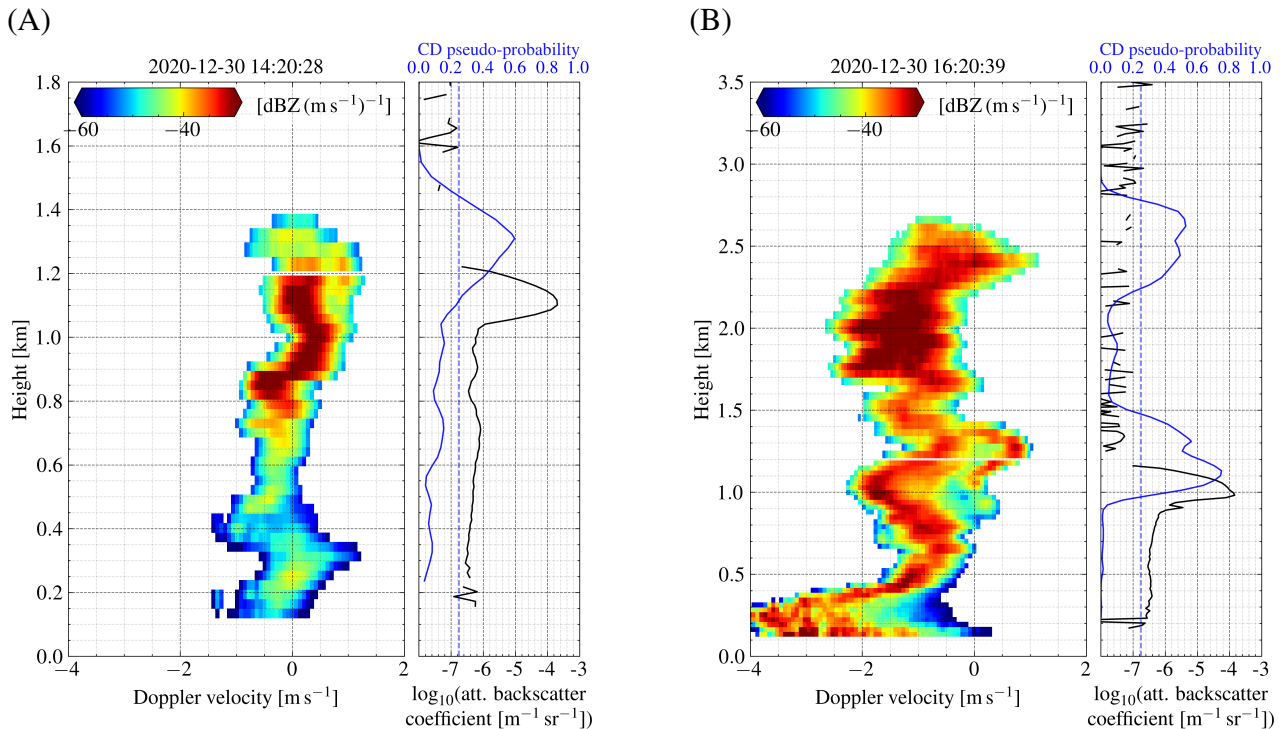 (A)
(B)
CD pseudo-probability
2020-12-30 14:20:28
0.0 0.2 0.4 0.6 0.8 1.0
[dBZ (m s⁻¹)⁻¹]
−60 −40
1.8
1.6
1.4
1.2
1.0
0.8
0.6
0.4
0.2
0.0
Height [km]
−4 −2 0 2
Doppler velocity [m s⁻¹]
-7 -6 -5 -4 -3
log₁₀(att. backscatter
coefficient [m⁻¹ sr⁻¹])
CD pseudo-probability
2020-12-30 16:20:39
0.0 0.2 0.4 0.6 0.8 1.0
[dBZ (m s⁻¹)⁻¹]
−60 −40
3.5
3.0
2.5
2.0
1.5
1.0
0.5
0.0
Height [km]
−4 −2 0 2
Doppler velocity [m s⁻¹]
-7 -6 -5 -4 -3
log₁₀(att. backscatter
coefficient [m⁻¹ sr⁻¹])